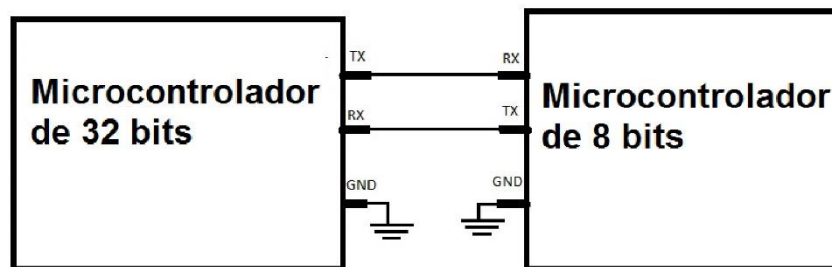 Microcontrolador
de 32 bits
TX
RX
GND
RX
TX
GND
Microcontrolador
de 8 bits